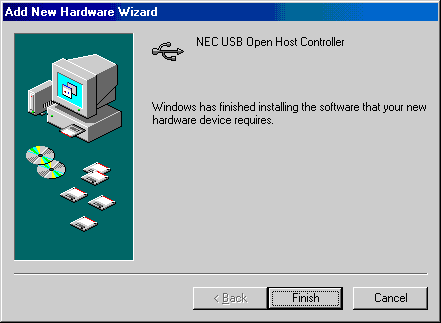 Add New Hardware Wizard
NEC USB Open Host Controller
Windows has finished installing the software that your new
hardware device requires.
< Back
Finish
Cancel